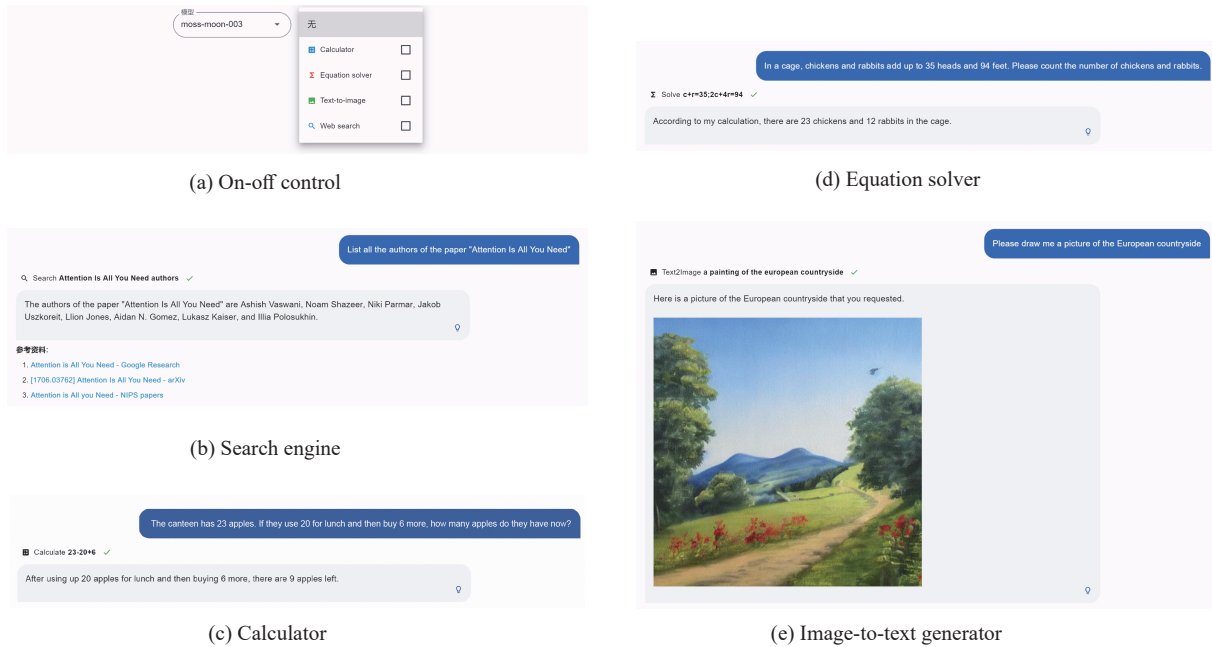 模型
moss-moon-003
无
Calculator
Equation solver
Text-to-image
Web search
(a) On-off control
List all the authors of the paper "Attention Is All You Need"
Search Attention Is All You Need authors
The authors of the paper "Attention Is All You Need" are Ashish Vaswani, Noam Shazeer, Niki Parmar, Jakob
Uszkoreit, Llion Jones, Aidan N. Gomez, Lukasz Kaiser, and Illia Polosukhin.
参考资料:
1. Attention is All You Need - Google Research
2. [1706.03762] Attention Is All You Need - arXiv
3. Attention is All you Need - NIPS papers
(b) Search engine
The canteen has 23 apples. If they use 20 for lunch and then buy 6 more, how many apples do they have now?
Calculate 23-20+6
After using up 20 apples for lunch and then buying 6 more, there are 9 apples left.
(c) Calculator
In a cage, chickens and rabbits add up to 35 heads and 94 feet. Please count the number of chickens and rabbits.
Σ Solve c+r=35;2c+4r=94
According to my calculation, there are 23 chickens and 12 rabbits in the cage.
(d) Equation solver
Please draw me a picture of the European countryside
Text2Image a painting of the european countryside
Here is a picture of the European countryside that you requested.
(e) Image-to-text generator